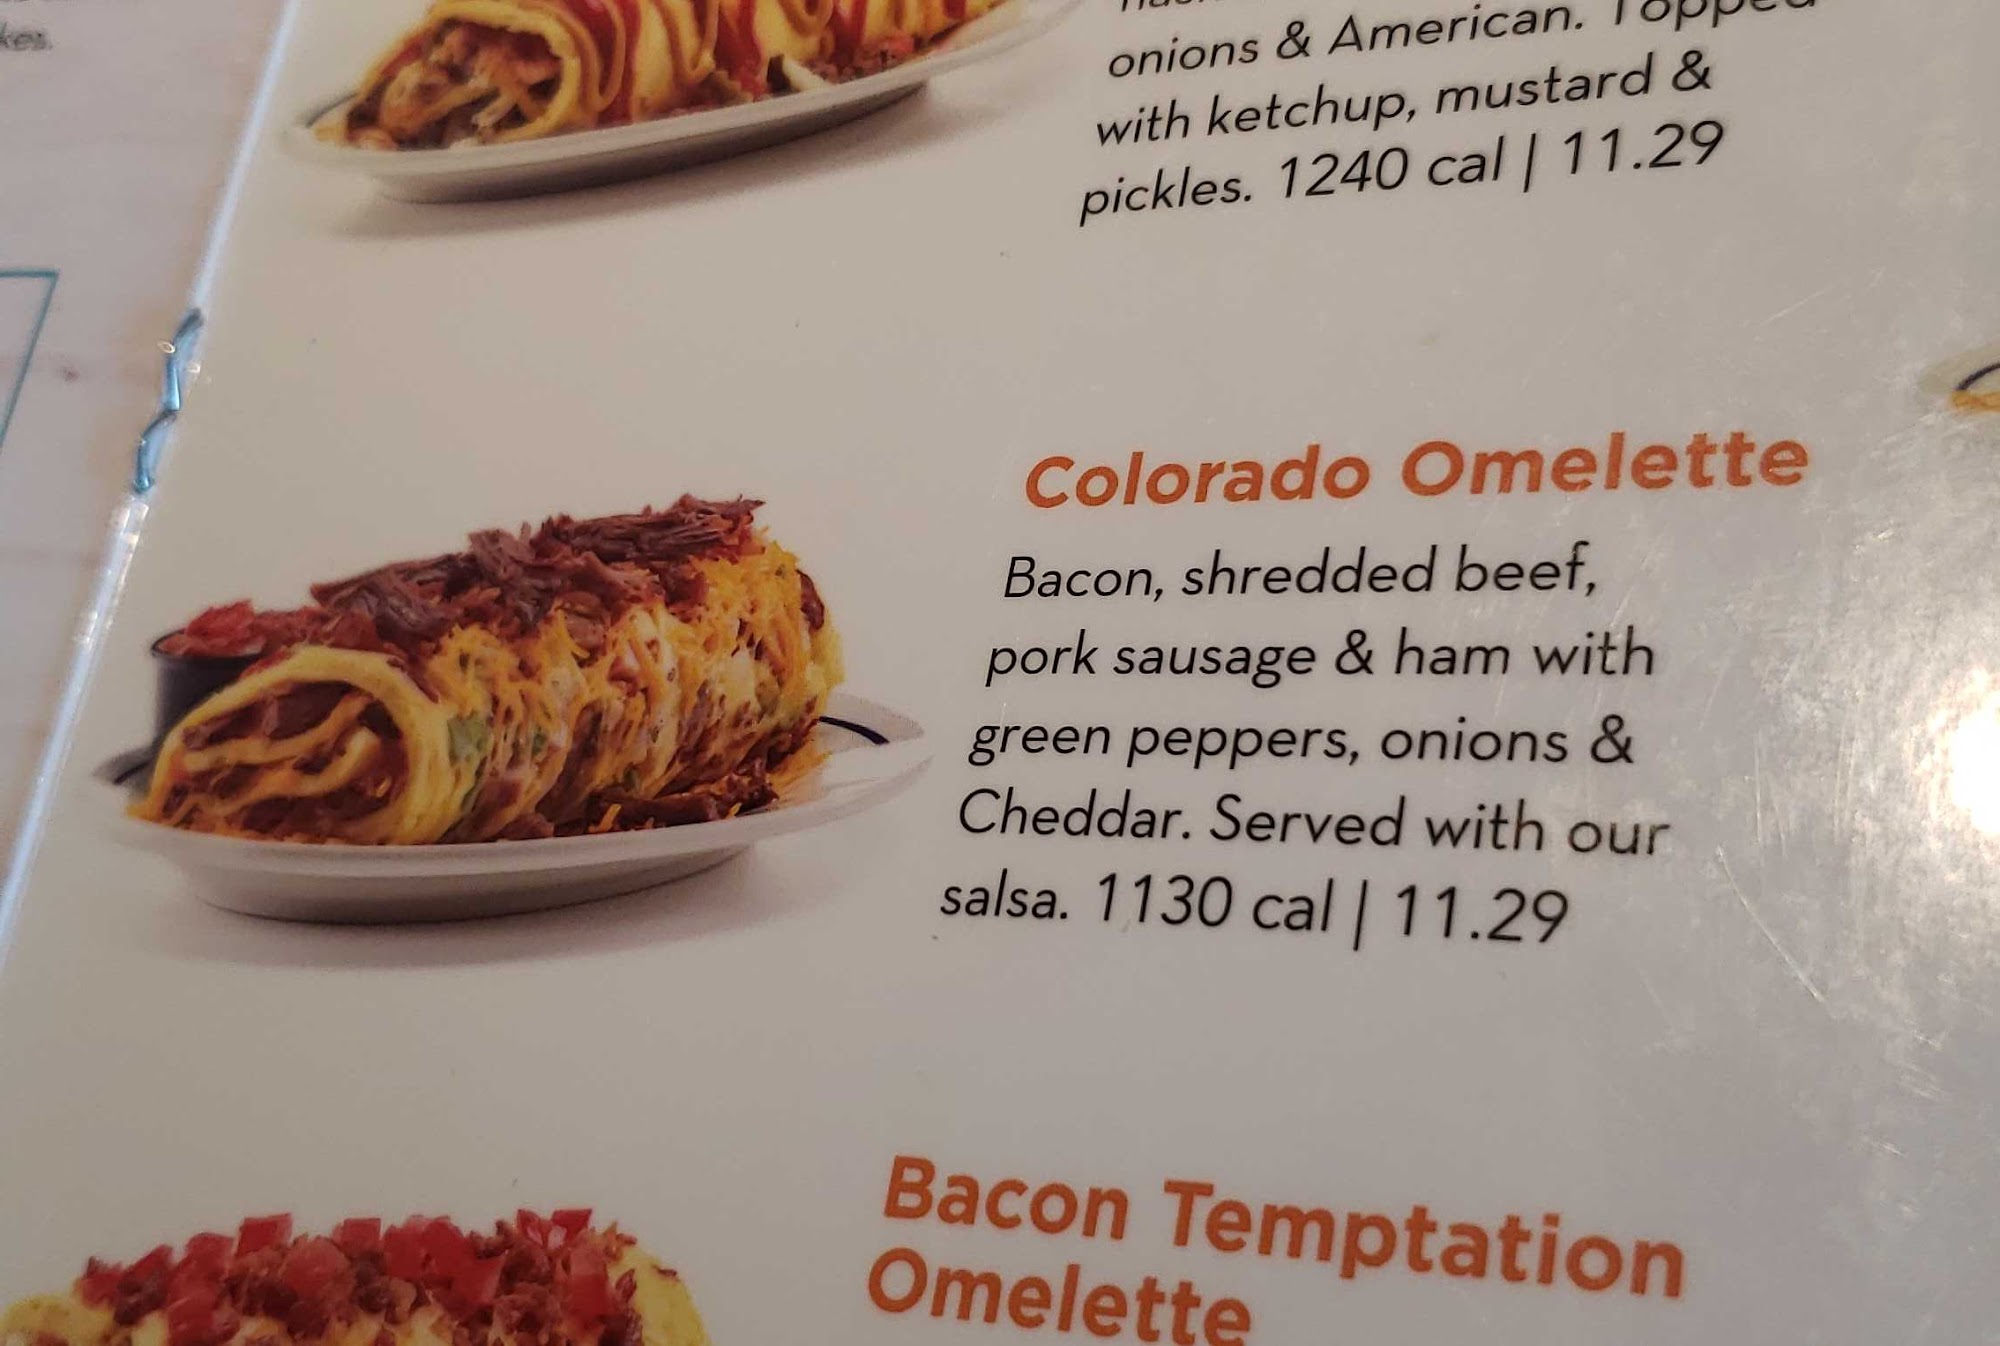 onions & American. Topped
with ketchup, mustard &
pickles. 1240 cal | 11.29
Colorado Omelette
Bacon, shredded beef,
pork sausage & ham with
green peppers, onions &
Cheddar. Served with our
salsa. 1130 cal | 11.29
Bacon Temptation
Omelette